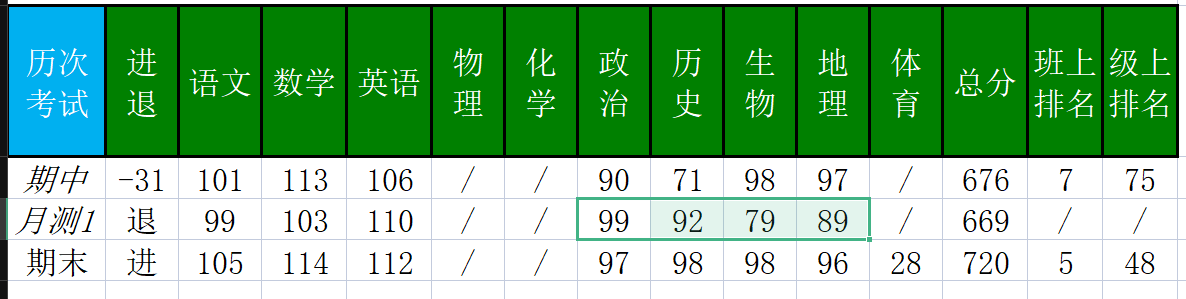 历次考试 进退 语文 数学 英语 物理 化学 政治 历史 生物 地理 体育 总分 班上排名 级上排名
期中 -31 101 113 106 / / 90 71 98 97 / 676 7 75
月测1 退 99 103 110 / / 99 92 79 89 / 669 / /
期末 进 105 114 112 / / 97 98 98 96 28 720 5 48